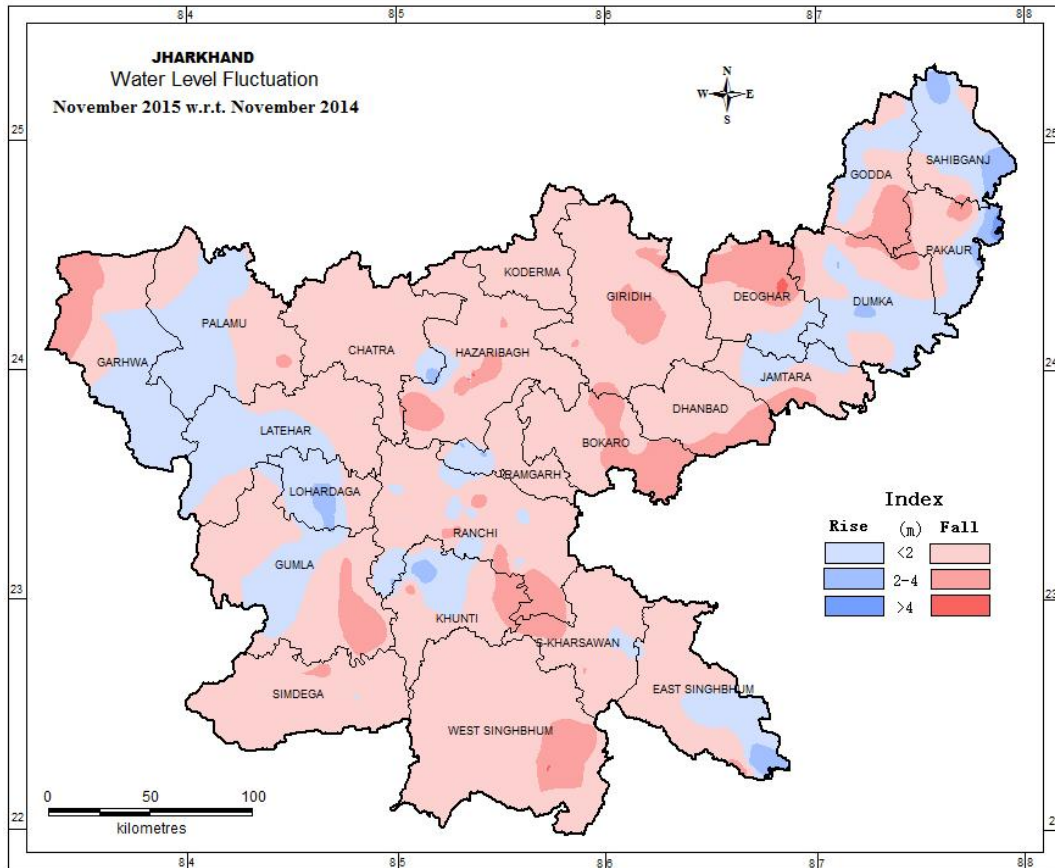 84 85 86 87 88
JHARKHAND
Water Level Fluctuation
November 2015 w.r.t. November 2014
N
W E
S
25 25
SAHIBGANJ
GODDA
PAKAUR
KODERMA
GIRIDIH
DEOGHAR
DUMKA
PALAMU
CHATRA
HAZARIBAGH
GARHWA
24 24
JAMTARA
DHANBAD
LATEHAR
BOKARO
RAMGARH
LOHARDAGA
RANCHI
GUMLA
KHUNTI
S-KHARSAWAN
EAST SINGHBHUM
SIMDEGA
WEST SINGHBHUM
Index
Rise (m) Fall
<2
2-4
>4
23 23
0 50 100
kilometres
22 2
84 85 86 87 88